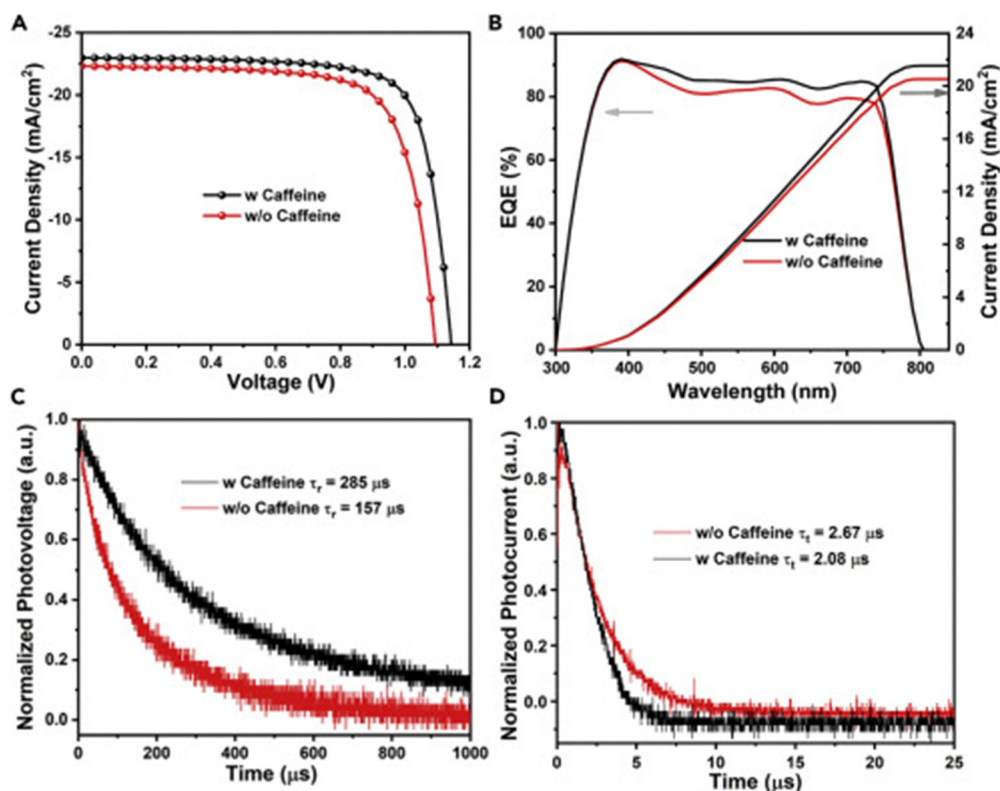 A
-25
-20
-15
-10
-5
0
Current Density (mA/cm²)
w Caffeine
w/o Caffeine
0.0 0.2 0.4 0.6 0.8 1.0 1.2
Voltage (V)
B
100
80
60
40
20
0
EQE (%)
24
20
16
12
8
4
0
Current Density (mA/cm²)
w Caffeine
w/o Caffeine
300 400 500 600 700 800
Wavelength (nm)
C
1.0
0.8
0.6
0.4
0.2
0.0
Normalized Photovoltage (a.u.)
w Caffeine τr = 285 μs
w/o Caffeine τr = 157 μs
0 200 400 600 800 1000
Time (μs)
D
1.0
0.8
0.6
0.4
0.2
0.0
Normalized Photocurrent (a.u.)
w/o Caffeine τt = 2.67 μs
w Caffeine τt = 2.08 μs
0 5 10 15 20 25
Time (μs)